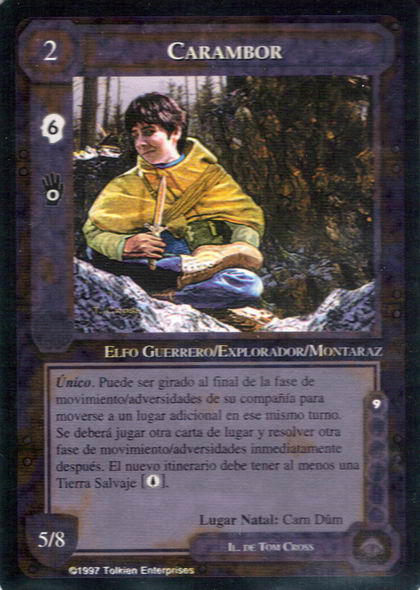 2
CARAMBOR
6
0
ELFO GUERRERO/EXPLORADOR/MONTARAZ
Único. Puede ser girado al final de la fase de
movimiento/adversidades de su compañía para
moverse a un lugar adicional en ese mismo turno.
Se deberá jugar otra carta de lugar y resolver otra
fase de movimiento/adversidades inmediatamente
después. El nuevo itinerario debe tener al menos una
Tierra Salvaje [ ].
9
Lugar Natal: Carn Dûm
5/8
IL. DE TOM CROSS
©1997 Tolkien Enterprises